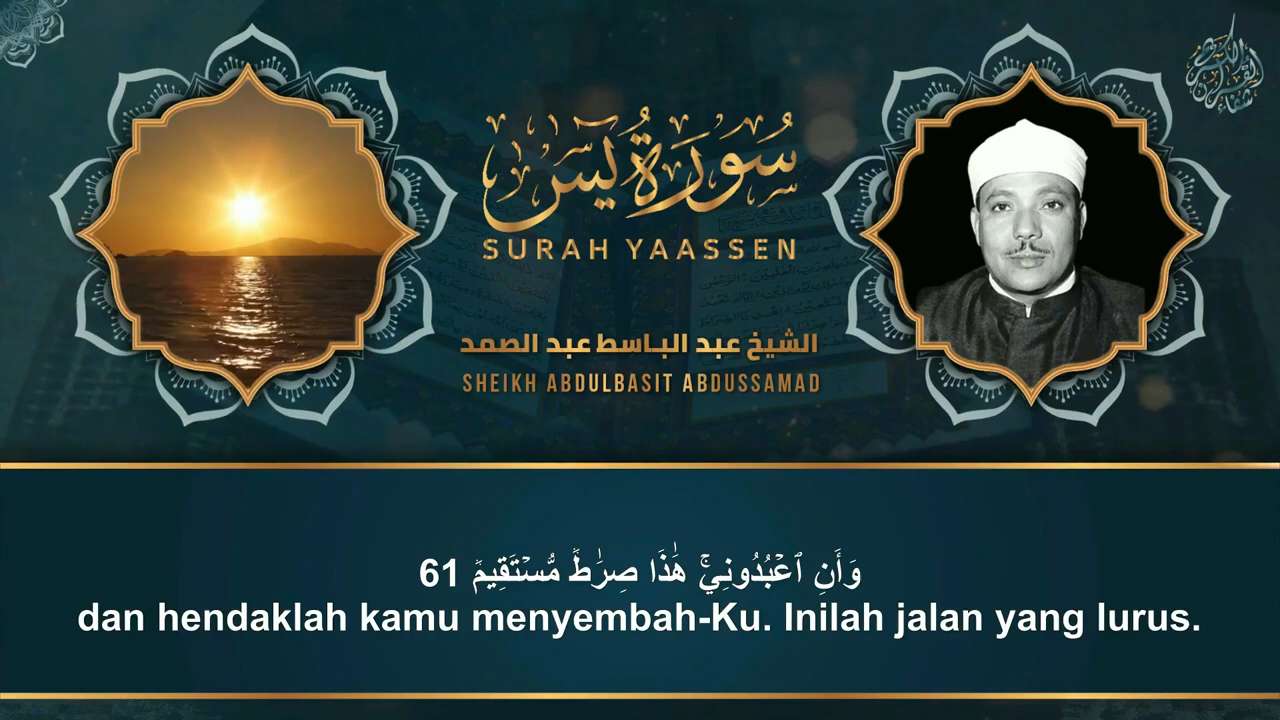 سُورَةُ يسٓ
SURAH YAASSEN
الشيخ عبد الباسط عبد الصمد
SHEIKH ABDULBASIT ABDUSSAMAD
وَأَنِ ٱعۡبُدُونِيۚ هَٰذَا صِرَٰطٞ مُّسۡتَقِيمٞ 61
dan hendaklah kamu menyembah-Ku. Inilah jalan yang lurus.